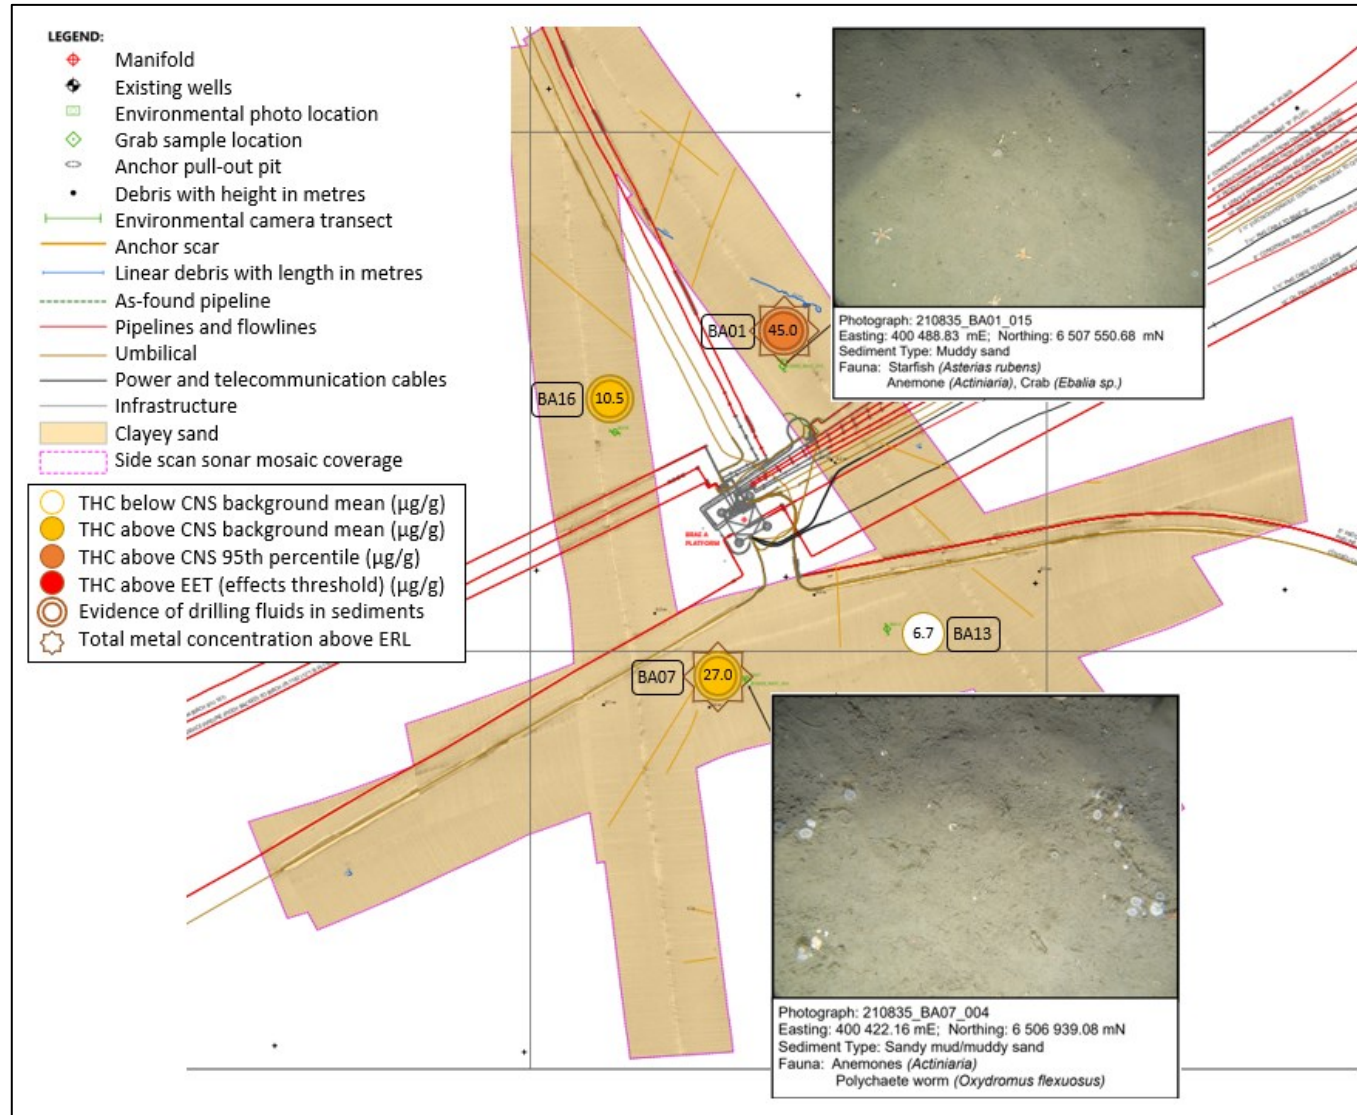 LEGEND:
Manifold
Existing wells
Environmental photo location
Grab sample location
Anchor pull-out pit
Debris with height in metres
Environmental camera transect
Anchor scar
Linear debris with length in metres
As-found pipeline
Pipelines and flowlines
Umbilical
Power and telecommunication cables
Infrastructure
Clayey sand
Side scan sonar mosaic coverage
THC below CNS background mean (µg/g)
THC above CNS background mean (µg/g)
THC above CNS 95th percentile (µg/g)
THC above EET (effects threshold) (µg/g)
Evidence of drilling fluids in sediments
Total metal concentration above ERL
BA01
45.0
BA16
10.5
BRAE A
PLATFORM
6.7
BA13
BA07
27.0
Photograph: 210835_BA01_015
Easting: 400 488.83 mE; Northing: 6 507 550.68 mN
Sediment Type: Muddy sand
Fauna: Starfish (Asterias rubens)
Anemone (Actiniaria), Crab (Ebalia sp.)
Photograph: 210835_BA07_004
Easting: 400 422.16 mE; Northing: 6 506 939.08 mN
Sediment Type: Sandy mud/muddy sand
Fauna: Anemones (Actiniaria)
Polychaete worm (Oxydromus flexuosus)